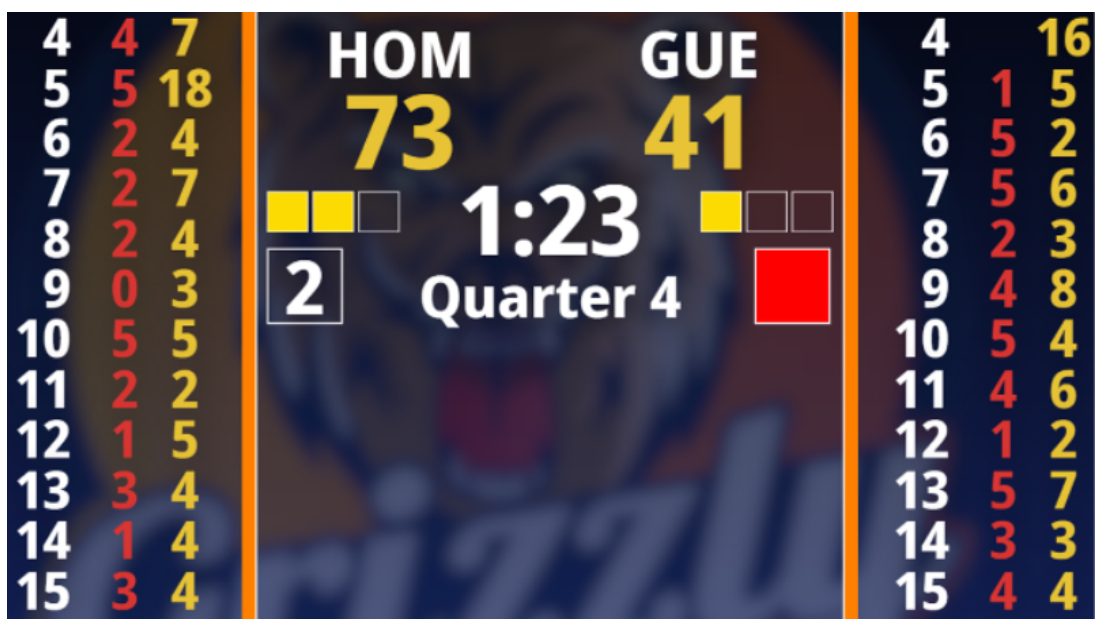 4 4 7
5 5 18
6 2 4
7 2 7
8 2 4
9 0 3
10 5 5
11 2 2
12 1 5
13 3 4
14 1 4
15 3 4
HOM GUE
73 41
1:23
2 Quarter 4
Grizzly
4 16
5 1 5
6 5 2
7 5 6
8 2 3
9 4 8
10 5 4
11 4 6
12 1 2
13 5 7
14 3 3
15 4 4